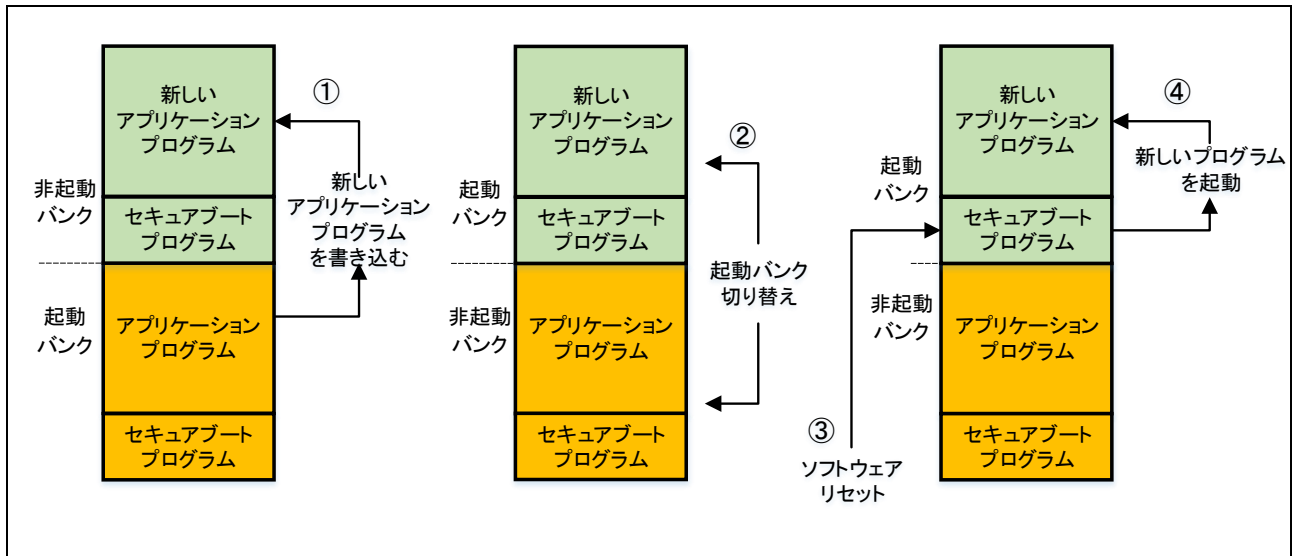 新しい
アプリケーション
プログラム
①
非起動
バンク
新しい
アプリケーション
プログラム
を書き込む
セキュアブート
プログラム
起動
バンク
アプリケーション
プログラム
セキュアブート
プログラム
新しい
アプリケーション
プログラム
②
起動
バンク
セキュアブート
プログラム
起動バンク
切り替え
非起動
バンク
アプリケーション
プログラム
セキュアブート
プログラム
新しい
アプリケーション
プログラム
④
新しいプログラム
を起動
起動
バンク
セキュアブート
プログラム
非起動
バンク
アプリケーション
プログラム
③
ソフトウェア
リセット
セキュアブート
プログラム